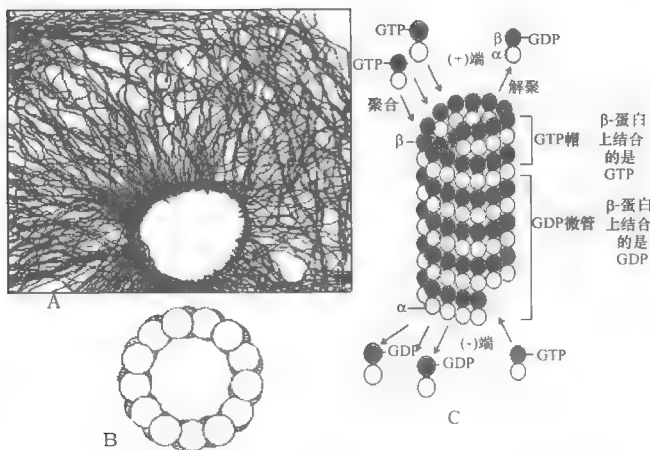 GTP
β
α
GDP
GTP
(+)端
聚合
解聚
β
GTP帽
β-蛋白
上结合
的是
GTP
GDP微管
β-蛋白
上结合
的是
GDP
A
α
(-)端
GDP
GDP
GTP
B
C